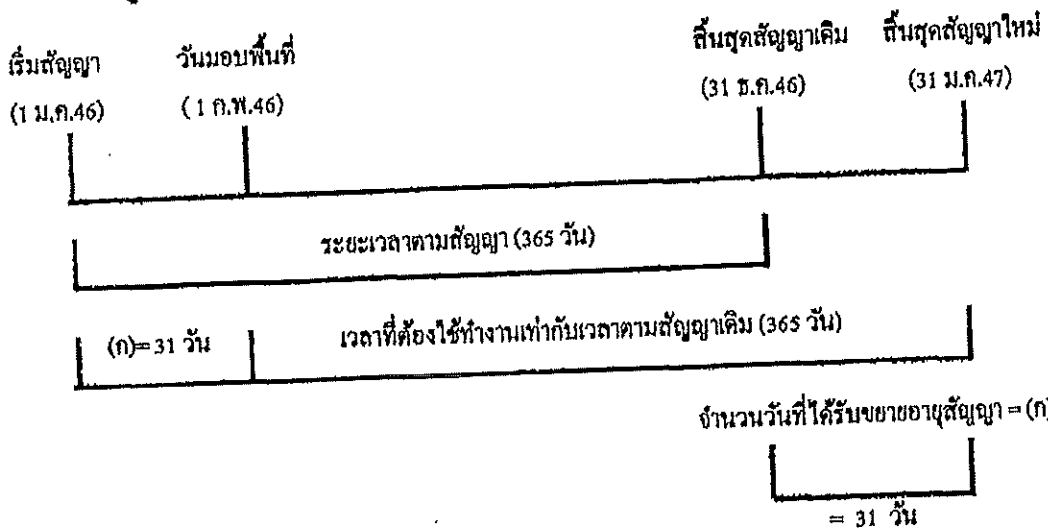 เริ่มสัญญา วันมอบพื้นที่ สิ้นสุดสัญญาเดิม สิ้นสุดสัญญาใหม่
(1 ม.ค.46) (1 ก.พ.46) (31 ธ.ค.46) (31 ม.ค.47)
ระยะเวลาตามสัญญา (365 วัน)
(ก)= 31 วัน เวลาที่ต้องใช้ทำงานเท่ากับเวลาตามสัญญาเดิม (365 วัน)
จำนวนวันที่ได้รับขยายอายุสัญญา = (ก)
= 31 วัน